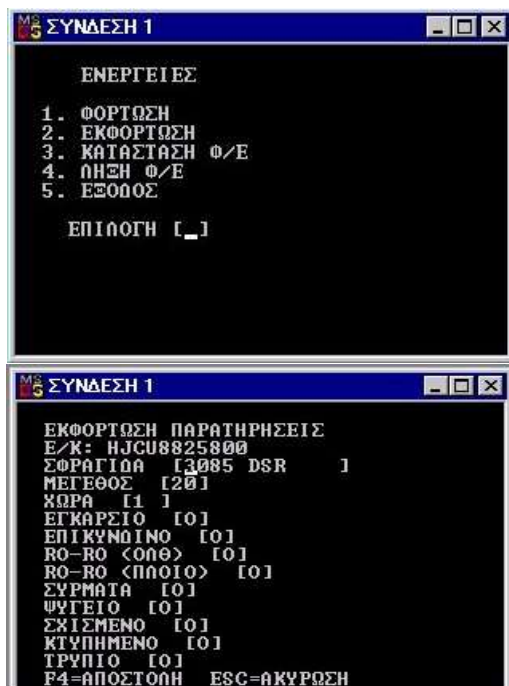 ΣΥΝΔΕΣΗ 1
ΕΝΕΡΓΕΙΕΣ
1. ΦΟΡΤΩΣΗ
2. ΕΚΦΟΡΤΩΣΗ
3. ΚΑΤΑΣΤΑΣΗ Φ/Ε
4. ΛΗΞΗ Φ/Ε
5. ΕΞΟΔΟΣ
ΕΠΙΛΟΓΗ [_]
ΣΥΝΔΕΣΗ 1
ΕΚΦΟΡΤΩΣΗ ΠΑΡΑΤΗΡΗΣΕΙΣ
Ε/Κ: HJCU8825800
ΣΦΡΑΓΙΔΑ [3085 DSR ]
ΜΕΓΕΘΟΣ [20]
ΧΩΡΑ [1 ]
ΕΓΚΑΡΣΙΟ [0]
ΕΠΙΚΥΝΔΙΝΟ [0]
RO-RO <ΟΛΘ> [0]
RO-RO <ΠΛΟΙΟ> [0]
ΣΥΡΜΑΤΑ [0]
ΨΥΓΕΙΟ [0]
ΣΧΙΣΜΕΝΟ [0]
ΚΤΥΠΗΜΕΝΟ [0]
ΤΡΥΠΙΟ [0]
F4=ΑΠΟΣΤΟΛΗ ESC=ΑΚΥΡΩΣΗ